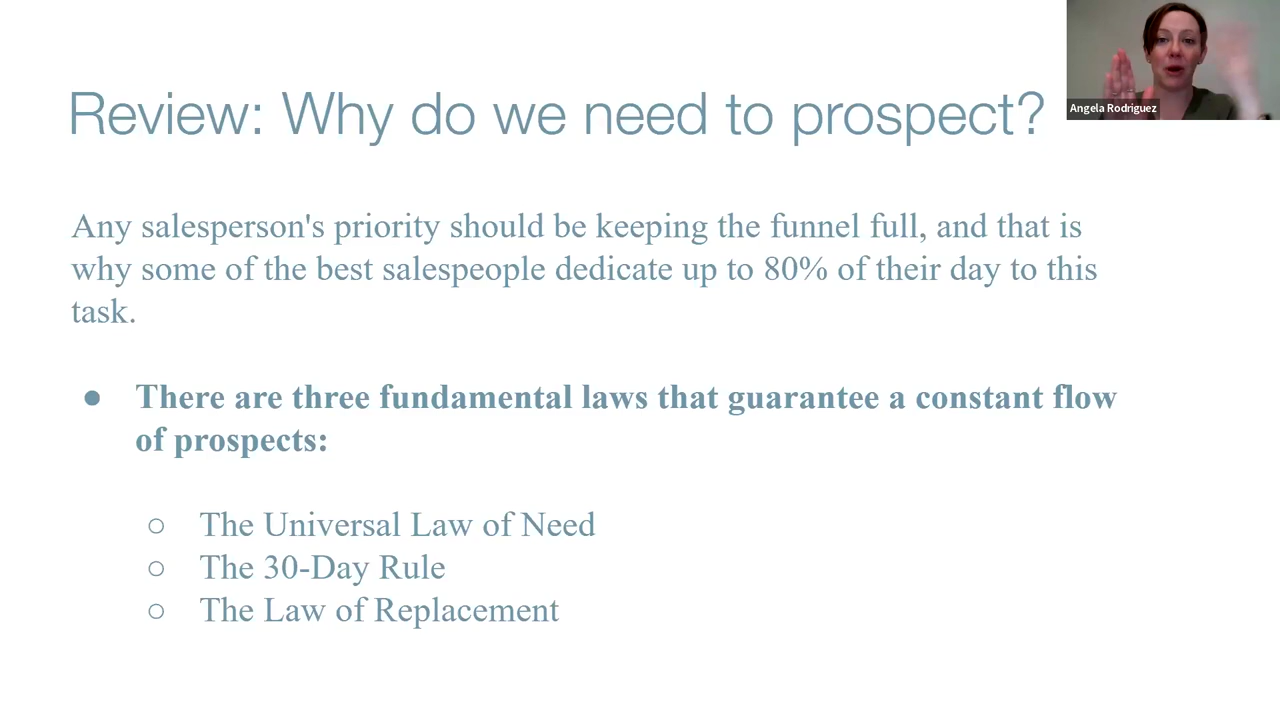 Review: Why do we need to prospect?
Angela Rodriguez
Any salesperson's priority should be keeping the funnel full, and that is
why some of the best salespeople dedicate up to 80% of their day to this
task.
● There are three fundamental laws that guarantee a constant flow
of prospects:
○ The Universal Law of Need
○ The 30-Day Rule
○ The Law of Replacement